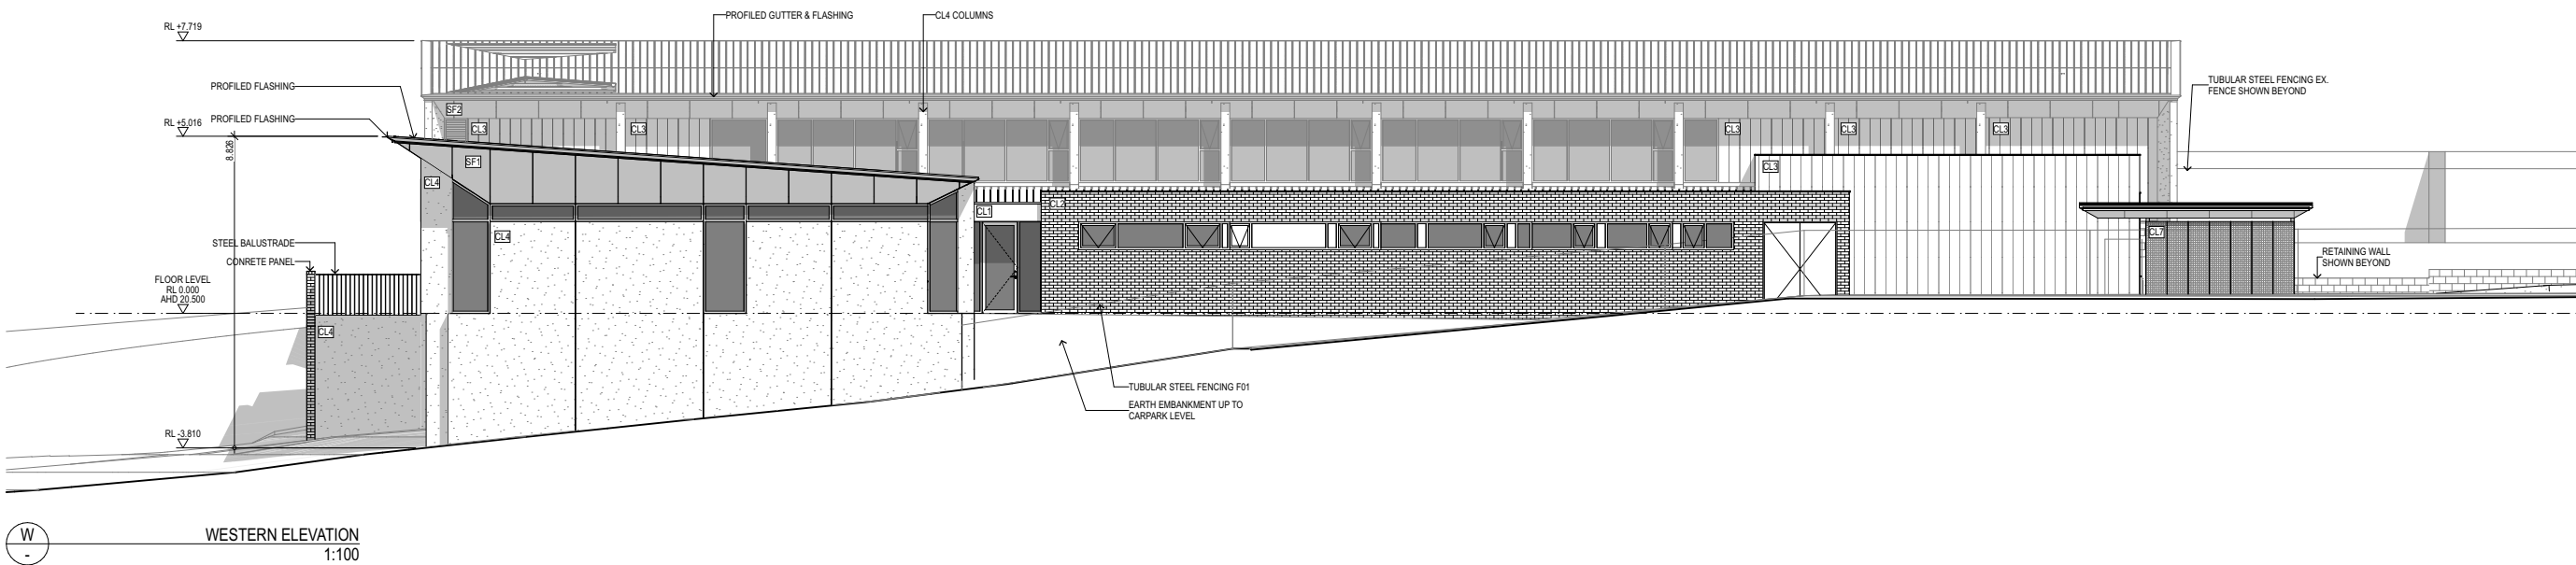 PROFILED GUTTER & FLASHING
CL4 COLUMNS
RL +7.719
PROFILED FLASHING
TUBULAR STEEL FENCING EX.
FENCE SHOWN BEYOND
SF2
PROFILED FLASHING
RL +5.016
CL3
CL3
CL3
CL3
CL3
8.826
SF1
CL3
CL4
CL2
CL1
CL7
CL4
STEEL BALUSTRADE
CONRETE PANEL
RETAINING WALL
SHOWN BEYOND
FLOOR LEVEL
RL 0.000
AHD 20.500
CL4
TUBULAR STEEL FENCING F01
EARTH EMBANKMENT UP TO
CARPARK LEVEL
RL -3.810
W
-
WESTERN ELEVATION
1:100